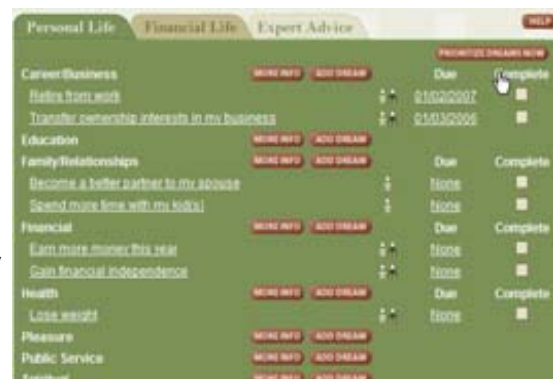 Personal Life Financial Life Expert Advice HELP
PRIORITIZE DREAMS NOW
Career/Business MORE INFO ADD DREAM Due Complete
Retire from work 01/02/2007
Transfer ownership interests in my business 01/03/2006
Education MORE INFO ADD DREAM
Family/Relationships MORE INFO ADD DREAM Due Complete
Become a better partner to my spouse None
Spend more time with my kid(s) None
Financial MORE INFO ADD DREAM Due Complete
Earn more money this year None
Gain financial independence None
Health MORE INFO ADD DREAM Due Complete
Lose weight None
Pleasure MORE INFO ADD DREAM
Public Service MORE INFO ADD DREAM
Spiritual